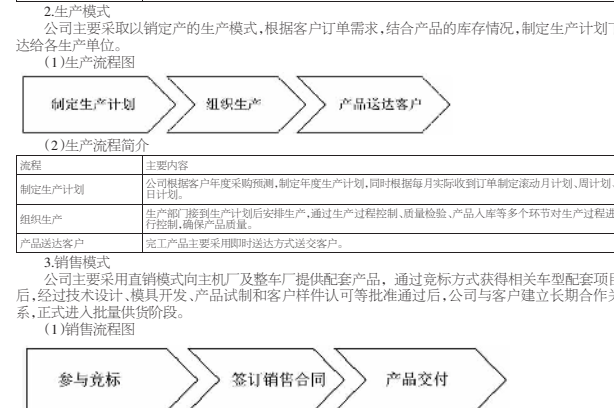 2.生产模式
公司主要采取以销定产的生产模式,根据客户订单需求,结合产品的库存情况,制定生产计划
达给各生产单位。
(1)生产流程图
制定生产计划 组织生产 产品送达客户
(2)生产流程简介
流程 主要内容
制定生产计划 公司根据客户年度采购预测,制定年度生产计划,同时根据每月实际收到订单制定滚动月计划、周计划、
日计划。
组织生产 生产部门接到生产计划后安排生产,通过生产过程控制、质量检验、产品入库等多个环节对生产过程进
行控制,确保产品质量。
产品送达客户 完工产品主要采用即时送达方式送交客户。
3.销售模式
公司主要采用直销模式向主机厂及整车厂提供配套产品, 通过竞标方式获得相关车型配套项目
后,经过技术设计、模具开发、产品试制和客户样件认可等批准通过后,公司与客户建立长期合作关
系,正式进入批量供货阶段。
(1)销售流程图
参与竞标 签订销售合同 产品交付